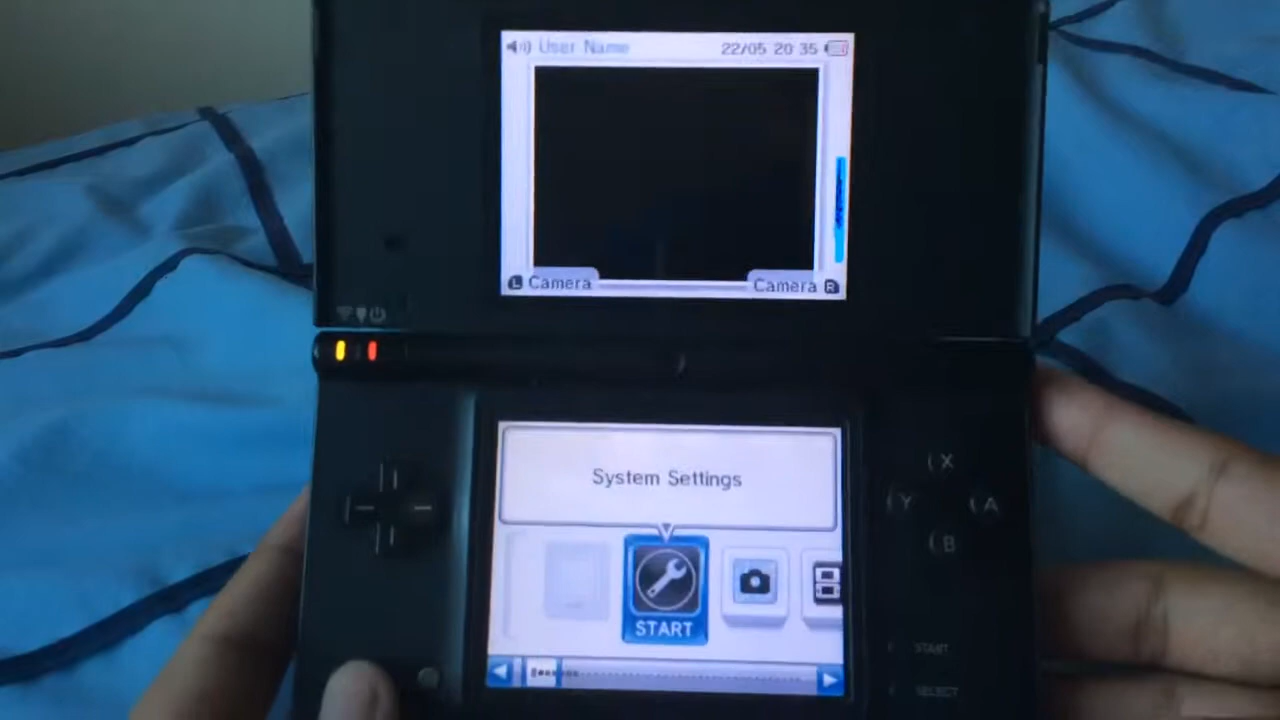 User Name 22/05 20 35
L Camera Camera R
System Settings
START
X
Y A
B
START
SELECT